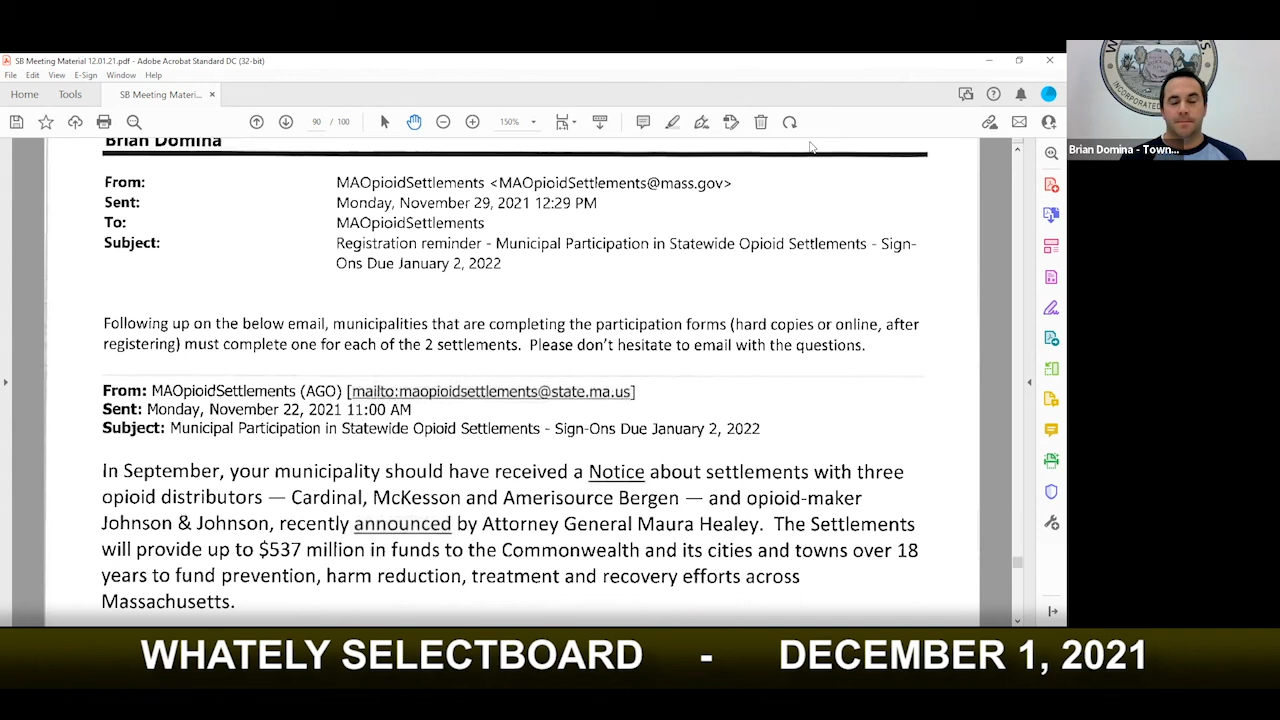 SB Meeting Material 12.01.21.pdf - Adobe Acrobat Standard DC (32-bit)
File Edit View E-Sign Window Help
Home Tools SB Meeting Materi... ×
90 / 100 150%
Brian Domina
From: MAOpioidSettlements <MAOpioidSettlements@mass.gov>
Sent: Monday, November 29, 2021 12:29 PM
To: MAOpioidSettlements
Subject: Registration reminder - Municipal Participation in Statewide Opioid Settlements - Sign-
Ons Due January 2, 2022
Following up on the below email, municipalities that are completing the participation forms (hard copies or online, after
registering) must complete one for each of the 2 settlements. Please don't hesitate to email with the questions.
From: MAOpioidSettlements (AGO) [mailto:maopioidsettlements@state.ma.us]
Sent: Monday, November 22, 2021 11:00 AM
Subject: Municipal Participation in Statewide Opioid Settlements - Sign-Ons Due January 2, 2022
In September, your municipality should have received a Notice about settlements with three
opioid distributors — Cardinal, McKesson and Amerisource Bergen — and opioid-maker
Johnson & Johnson, recently announced by Attorney General Maura Healey. The Settlements
will provide up to $537 million in funds to the Commonwealth and its cities and towns over 18
years to fund prevention, harm reduction, treatment and recovery efforts across
Massachusetts.
Brian Domina - Town...
WHATELY SELECTBOARD - DECEMBER 1, 2021